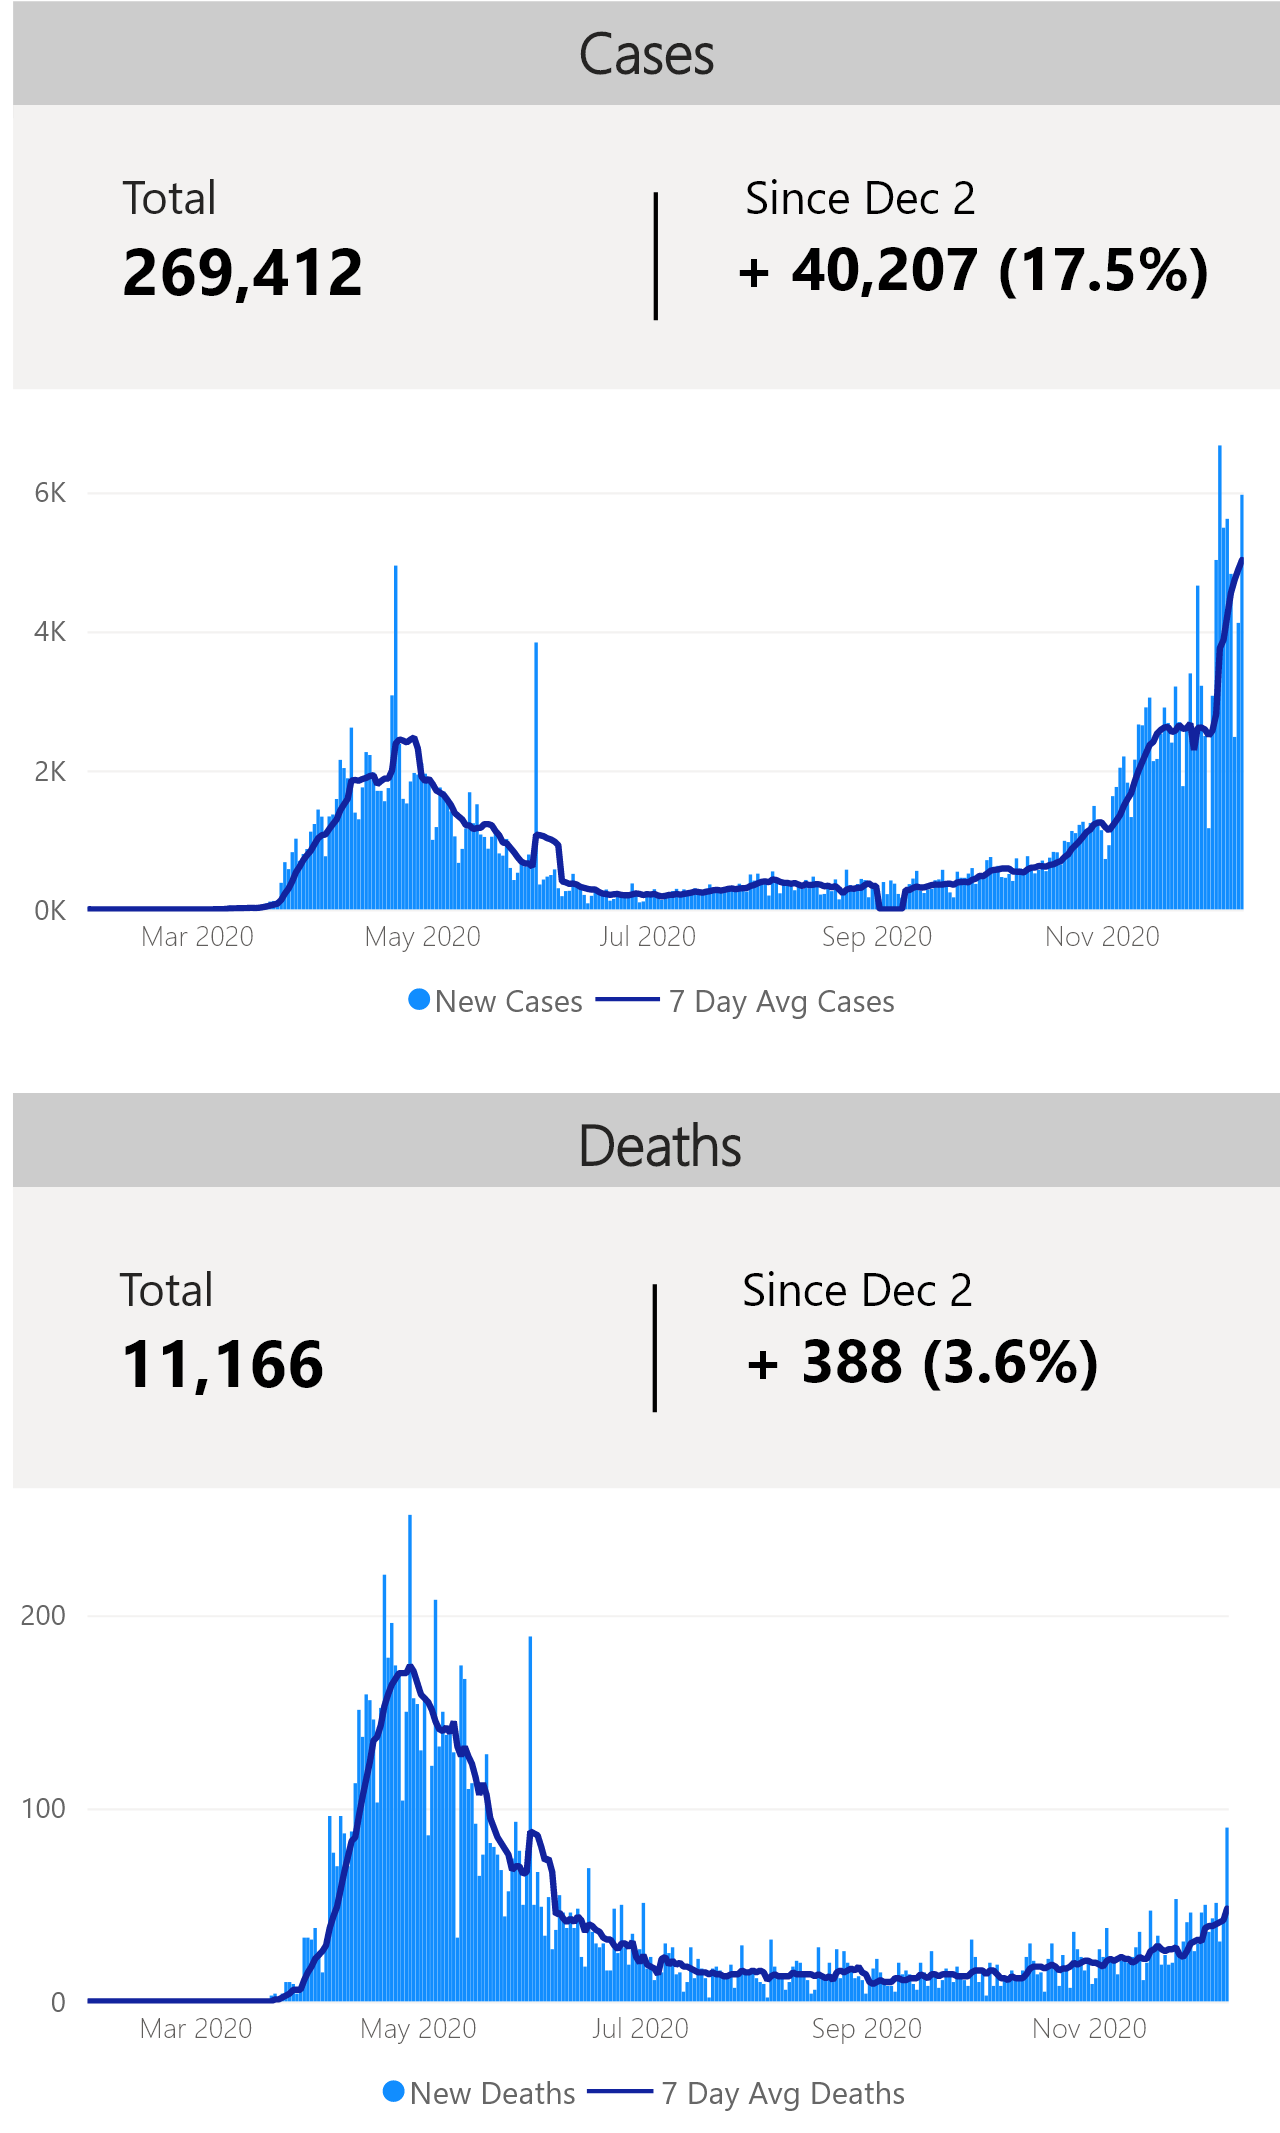 Cases
Total
Since Dec 2
269,412
+ 40,207 (17.5%)
6K
4K
2K
0K
Mar 2020
May 2020
Jul 2020
Sep 2020
Nov 2020
New Cases
7 Day Avg Cases
Deaths
Total
Since Dec 2
11,166
+ 388 (3.6%)
200
100
0
Mar 2020
May 2020
Jul 2020
Sep 2020
Nov 2020
New Deaths
7 Day Avg Deaths